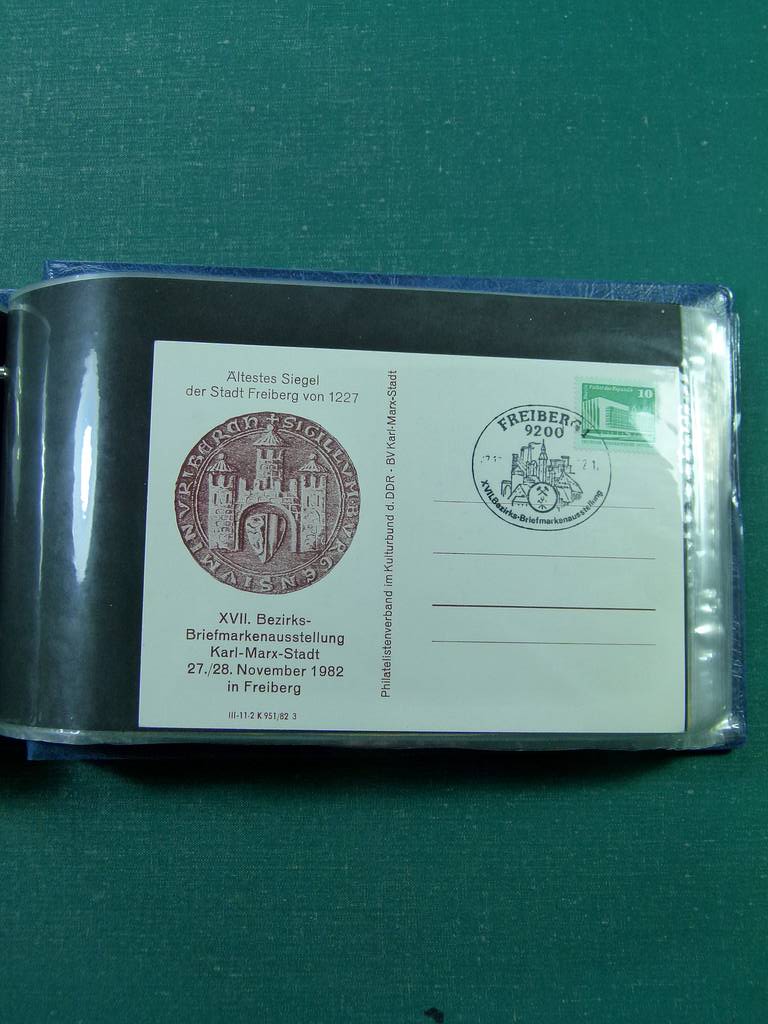 Ältestes Siegel
der Stadt Freiberg von 1227
XVII. Bezirks-
Briefmarkenausstellung
Karl-Marx-Stadt
27./28. November 1982
in Freiberg
III-11-2 K 951/82 3
Philatelistenverband im Kulturbund d. DDR - BV Karl-Marx-Stadt
FREIBERG
9200
XVII. Bezirks-Briefmarkenausstellung
10